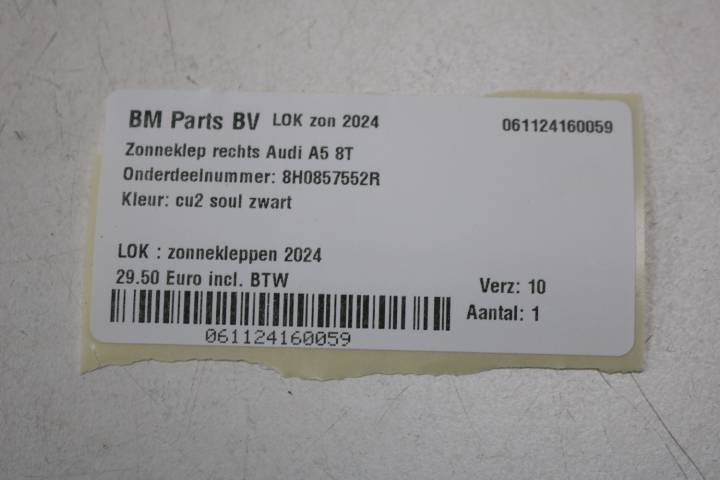 BM Parts BV LOK zon 2024 061124160059
Zonneklep rechts Audi A5 8T
Onderdeelnummer: 8H0857552R
Kleur: cu2 soul zwart
LOK : zonnekleppen 2024
29.50 Euro incl. BTW
Verz: 10
Aantal: 1
061124160059